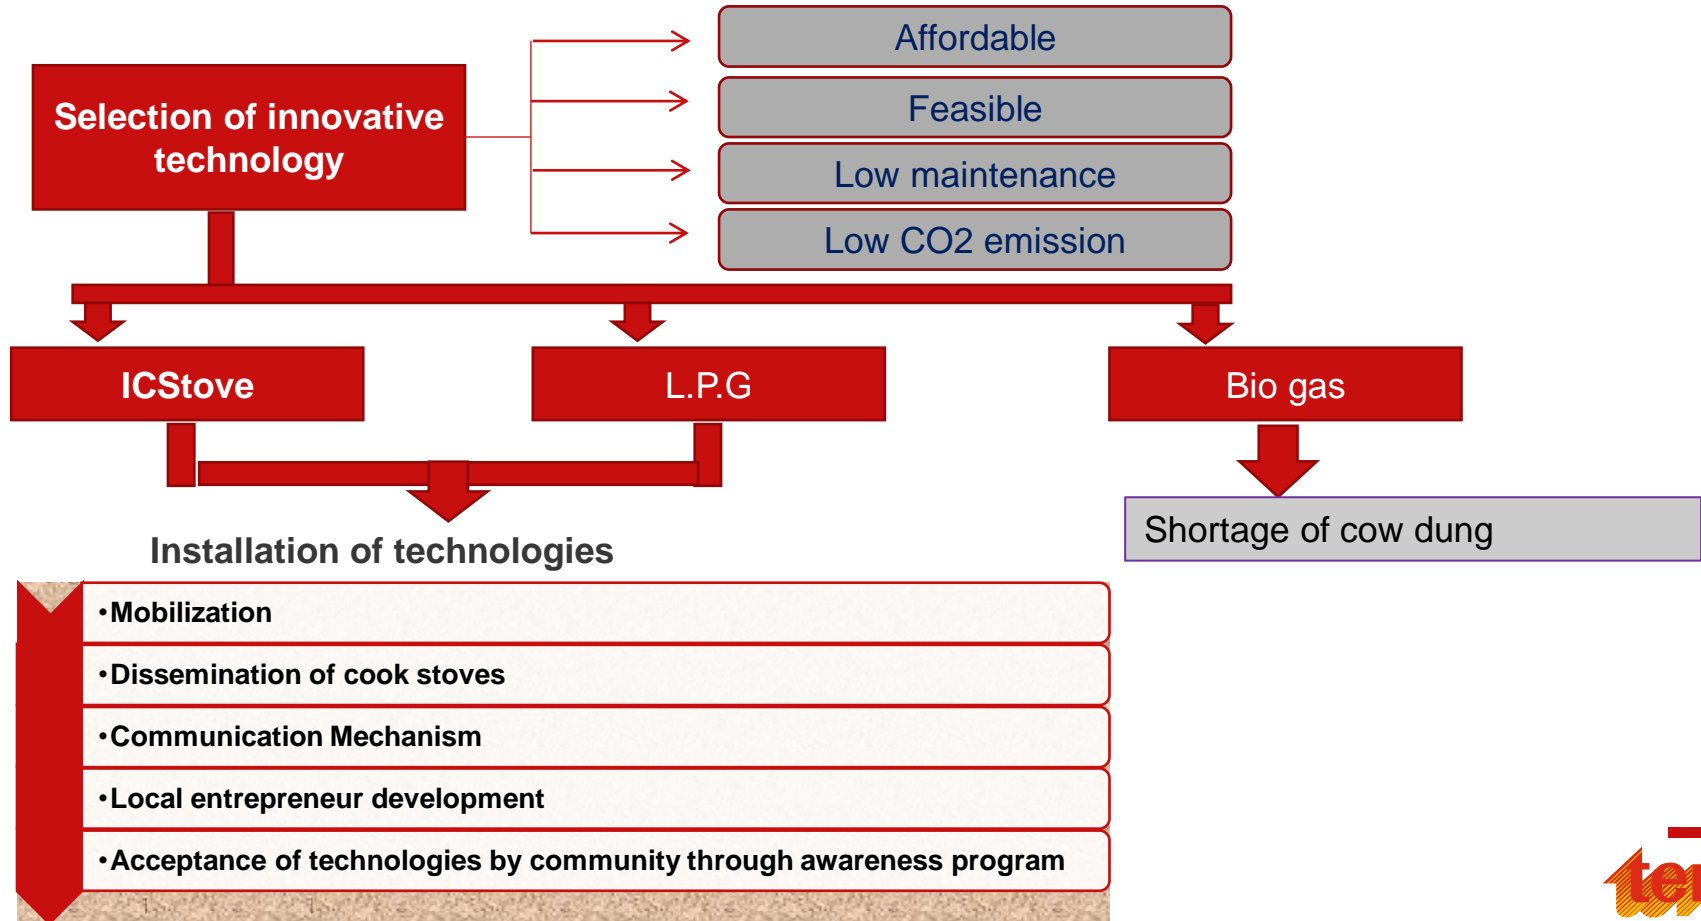 Affordable
Selection of innovative
technology
Feasible
Low maintenance
Low CO2 emission
ICStove
L.P.G
Bio gas
Shortage of cow dung
Installation of technologies
•Mobilization
•Dissemination of cook stoves
•Communication Mechanism
•Local entrepreneur development
•Acceptance of technologies by community through awareness program